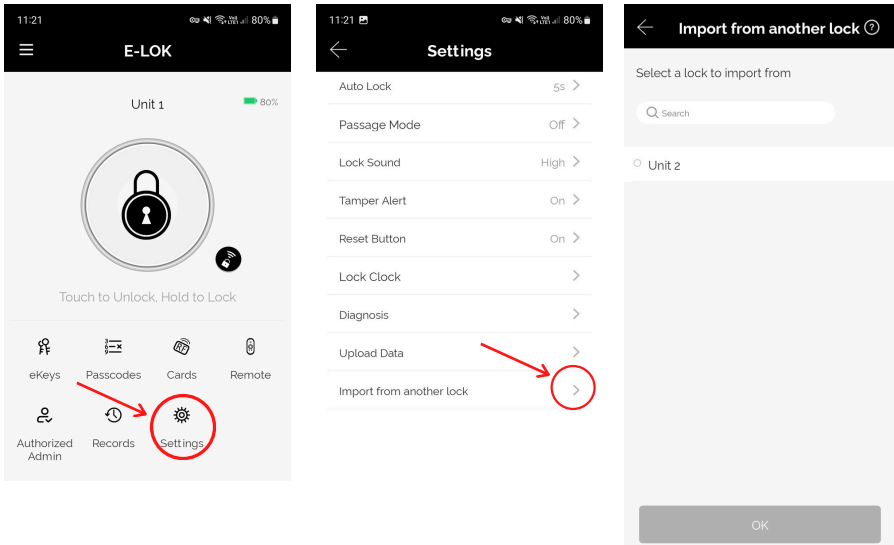 11:21
80%
E-LOK
Unit 1
80%
Touch to Unlock, Hold to Lock
eKeys
Passcodes
Cards
Remote
Authorized
Admin
Records
Settings
11:21
80%
Settings
Auto Lock 5s
Passage Mode Off
Lock Sound High
Tamper Alert On
Reset Button On
Lock Clock
Diagnosis
Upload Data
Import from another lock
Import from another lock ?
Select a lock to import from
Search
Unit 2
OK